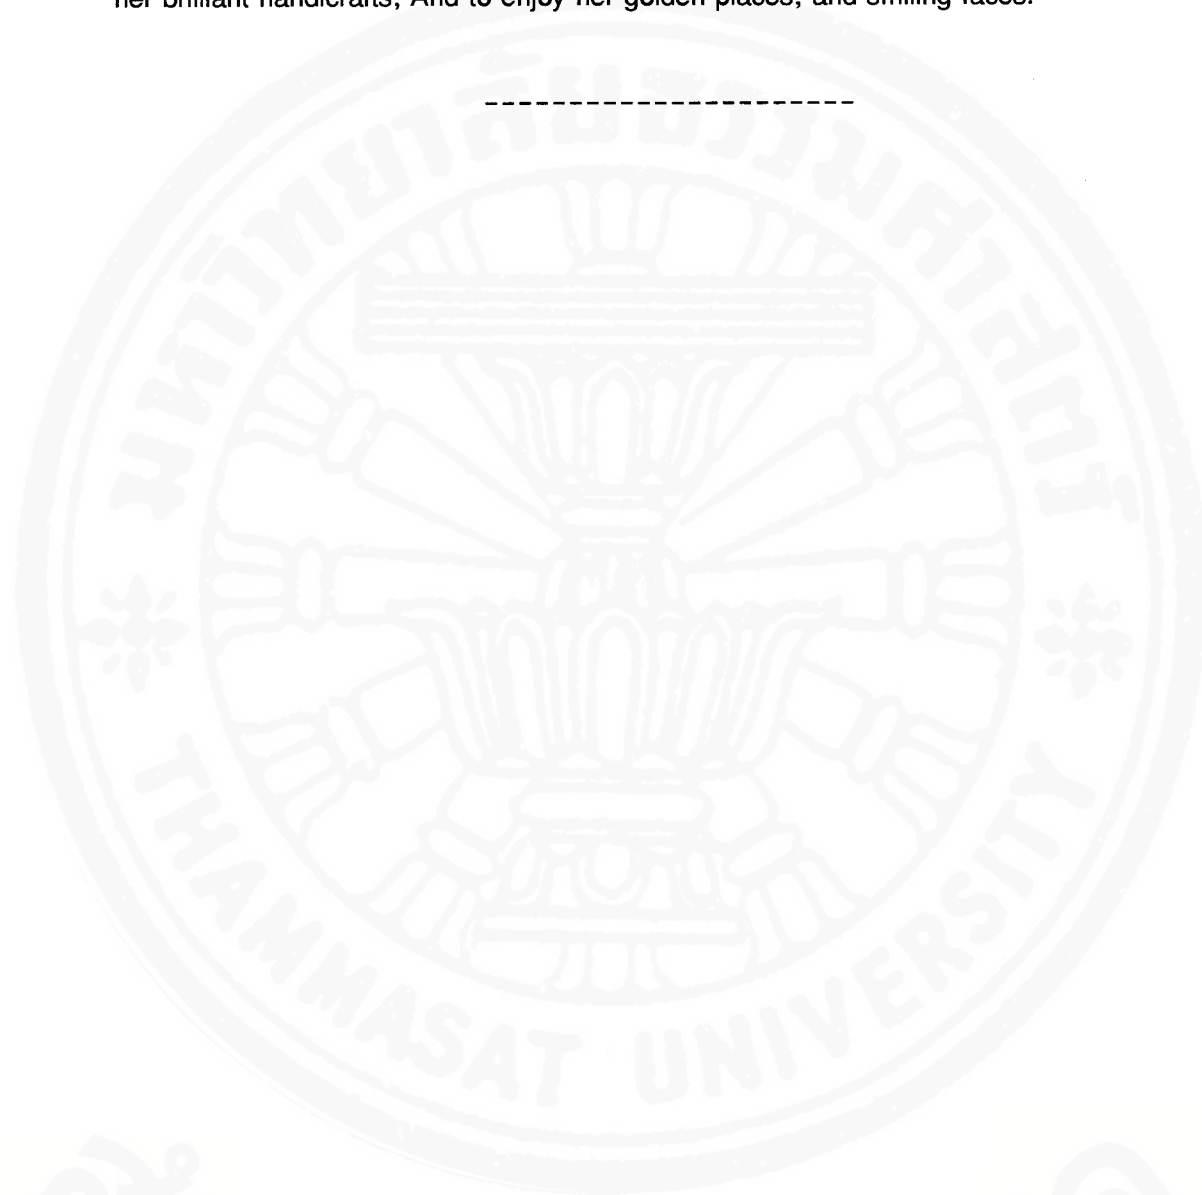 her brilliant handicrafts, And to enjoy her golden places, and smiling faces.
มหาวิทยาลัยธรรมศาสตร์
THAMMASAT UNIVERSITY